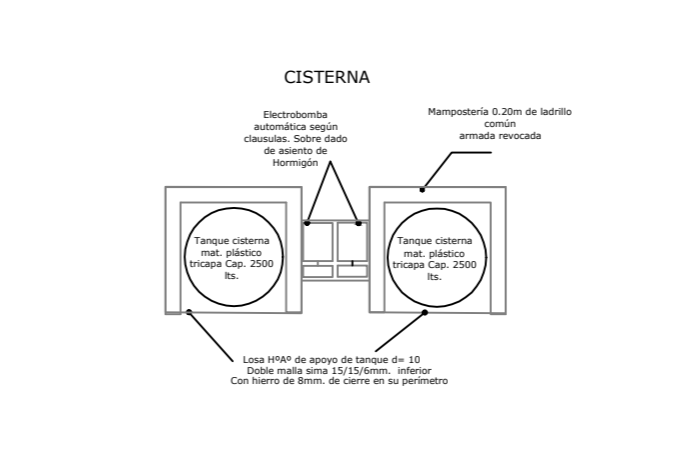 CISTERNA
Electrobomba
automática según
clausulas. Sobre dado
de asiento de
Hormigón
Mampostería 0.20m de ladrillo
común
armada revocada
Tanque cisterna
mat. plástico
tricapa Cap. 2500
lts.
Tanque cisterna
mat. plástico
tricapa Cap. 2500
lts.
Losa HºAº de apoyo de tanque d= 10
Doble malla sima 15/15/6mm. inferior
Con hierro de 8mm. de cierre en su perímetro